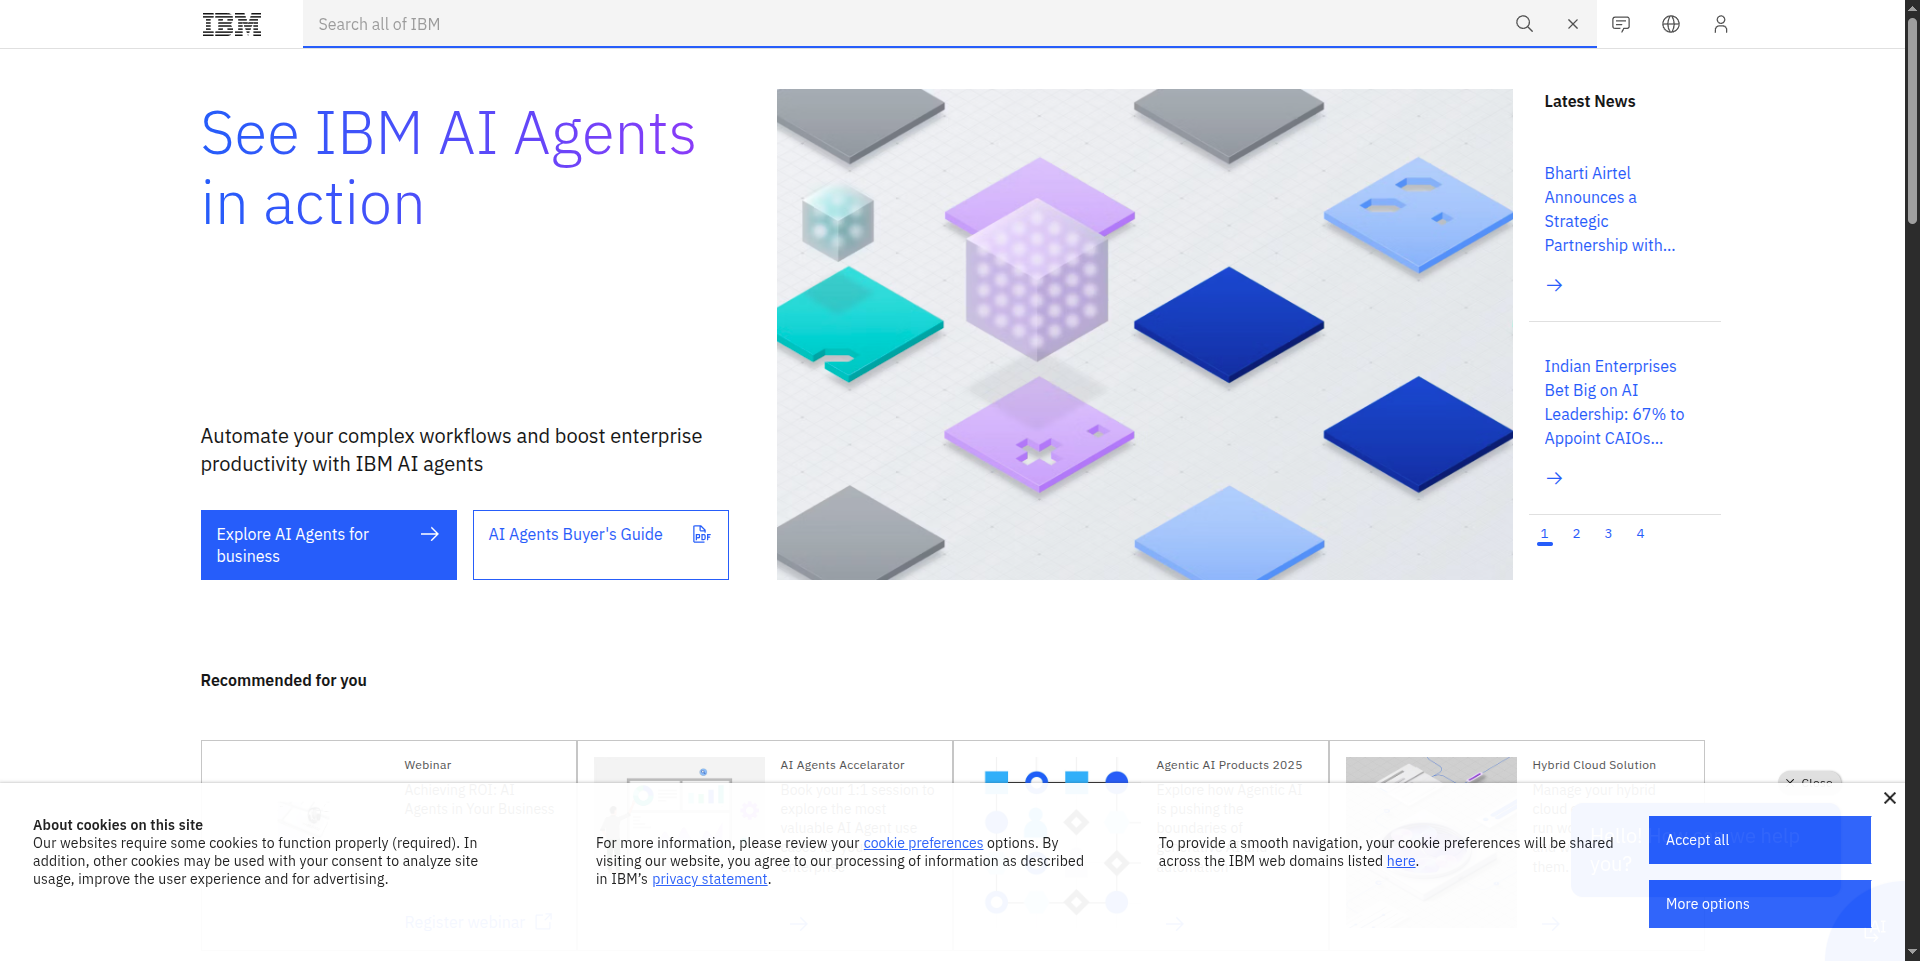 IBM
Search all of IBM
See IBM AI Agents
in action
Automate your complex workflows and boost enterprise
productivity with IBM AI agents
Explore AI Agents for
business
AI Agents Buyer's Guide
PDF
Latest News
Bharti Airtel
Announces a
Strategic
Partnership with...
Indian Enterprises
Bet Big on AI
Leadership: 67% to
Appoint CAIOs...
1 2 3 4
Recommended for you
Webinar
Achieving ROI: AI
Agents in Your Business
Register webinar
AI Agents Accelarator
Book your 1:1 session to
explore the most
valuable AI Agent use
Agentic AI Products 2025
Explore how Agentic AI
is pushing the
boundaries of
Hybrid Cloud Solution
Manage your hybrid
cloud
run
them.
Close
Hello! How can we help
you?
About cookies on this site
Our websites require some cookies to function properly (required). In
addition, other cookies may be used with your consent to analyze site
usage, improve the user experience and for advertising.
For more information, please review your cookie preferences options. By
visiting our website, you agree to our processing of information as described
in IBM’s privacy statement.
To provide a smooth navigation, your cookie preferences will be shared
across the IBM web domains listed here.
Accept all
More options